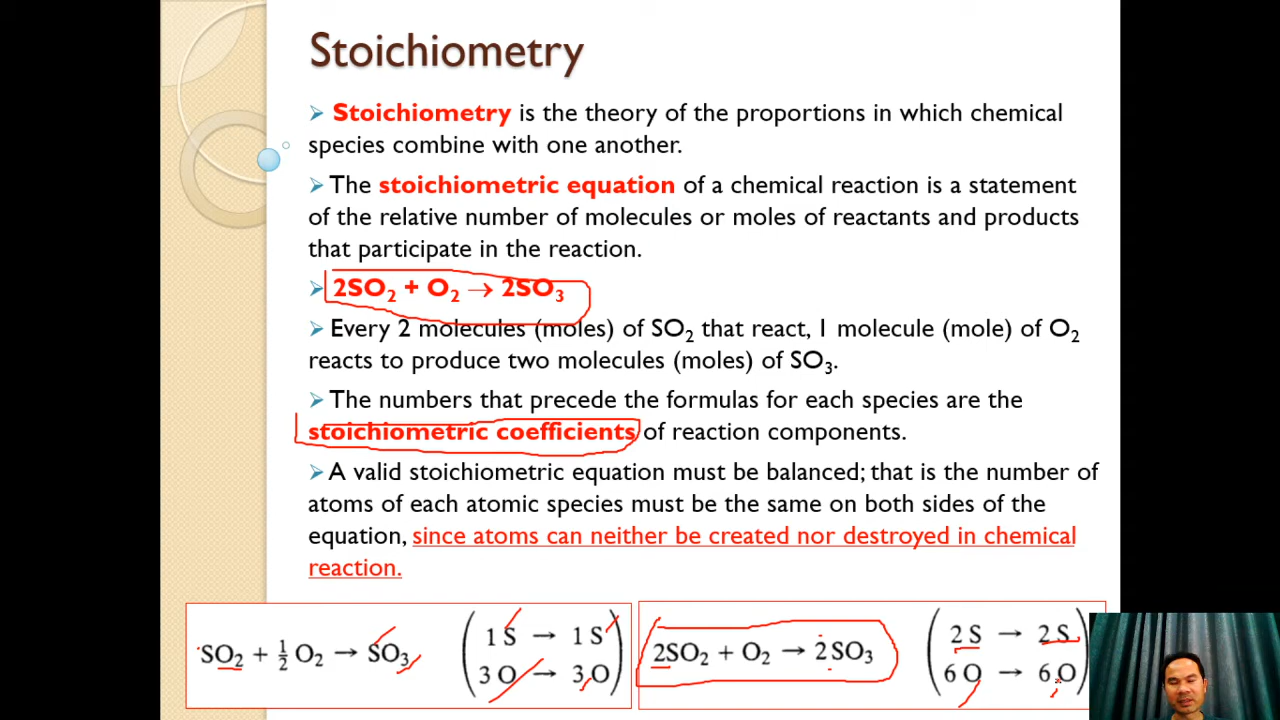 Stoichiometry
➢ Stoichiometry is the theory of the proportions in which chemical
species combine with one another.
➢ The stoichiometric equation of a chemical reaction is a statement
of the relative number of molecules or moles of reactants and products
that participate in the reaction.
➢ 2SO₂ + O₂ → 2SO₃
➢ Every 2 molecules (moles) of SO₂ that react, 1 molecule (mole) of O₂
reacts to produce two molecules (moles) of SO₃.
➢ The numbers that precede the formulas for each species are the
stoichiometric coefficients of reaction components.
➢ A valid stoichiometric equation must be balanced; that is the number of
atoms of each atomic species must be the same on both sides of the
equation, since atoms can neither be created nor destroyed in chemical
reaction.
SO₂ + ½ O₂ → SO₃
1 S → 1 S
3 O → 3 O
2SO₂ + O₂ → 2SO₃
2 S → 2 S
6 O → 6 O